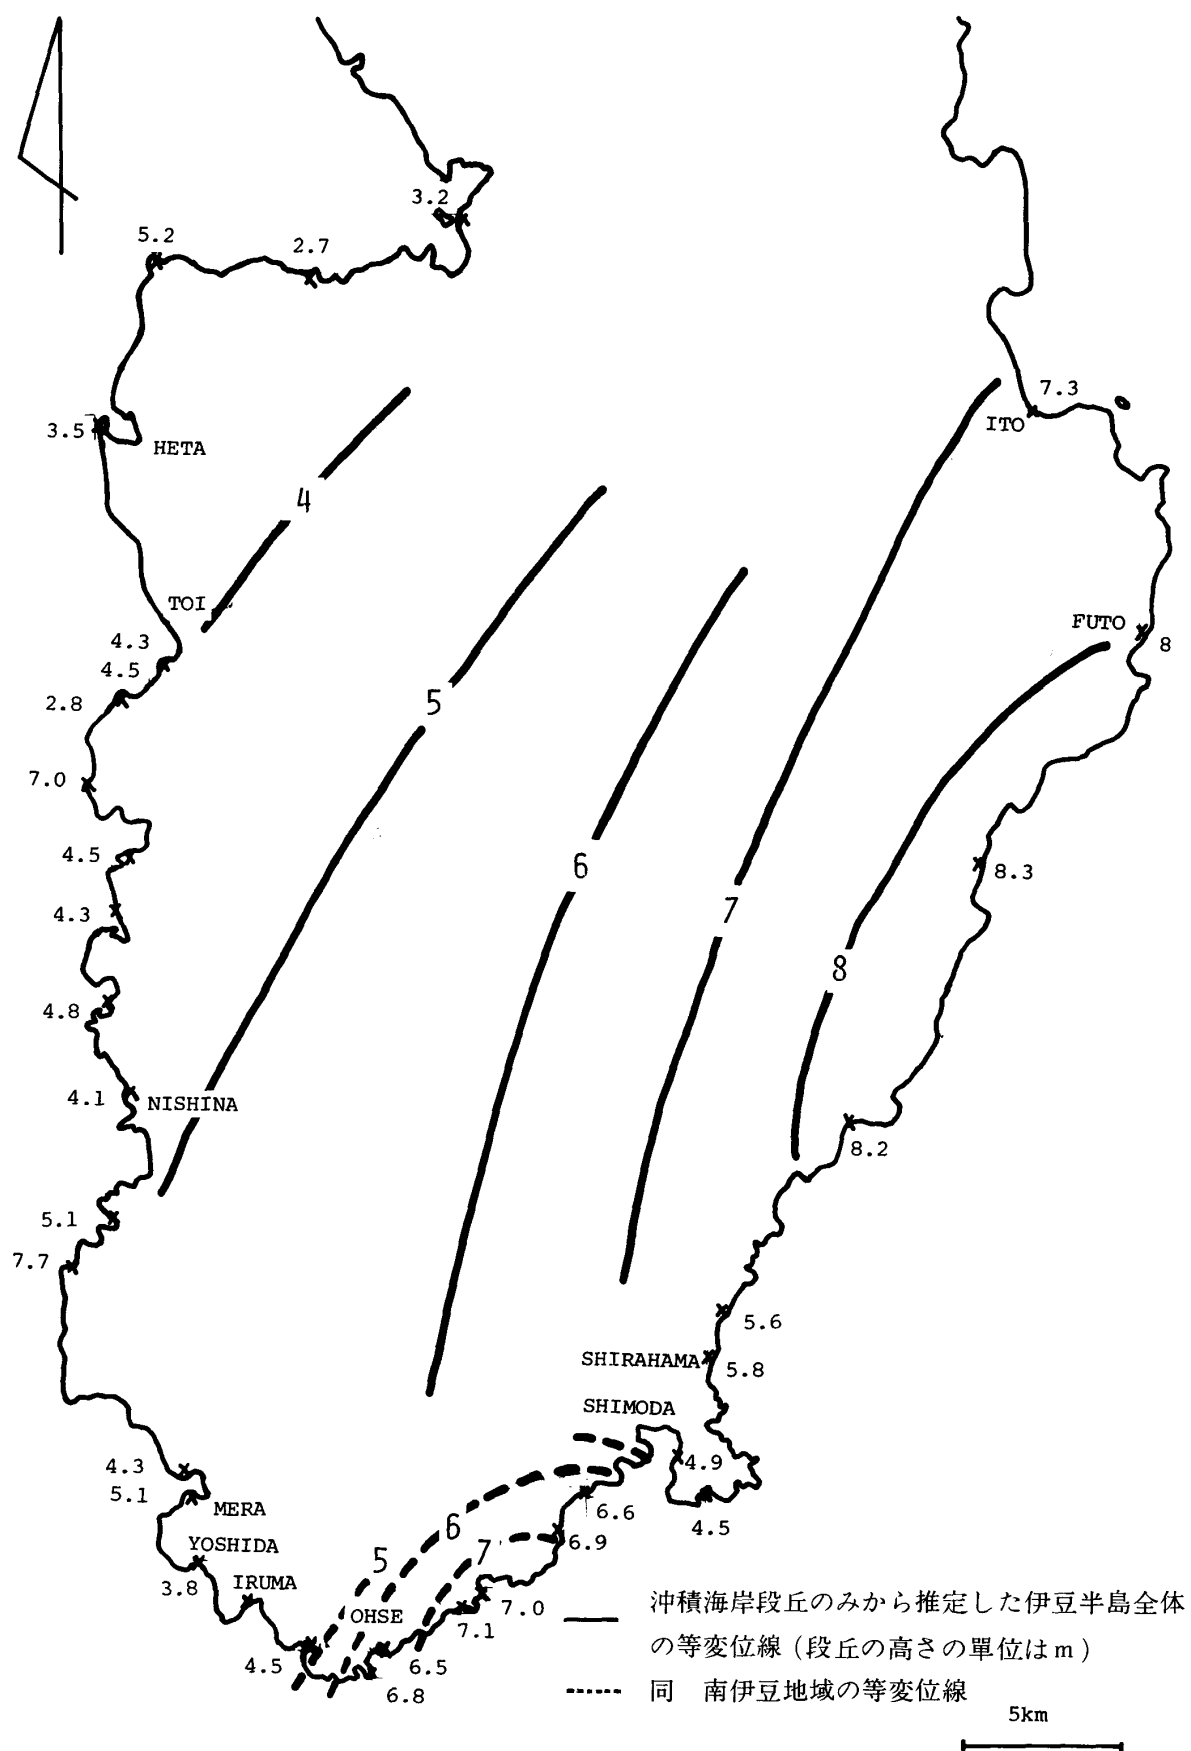 3.2
5.2
2.7
7.3
ITO
3.5
HETA
4
TOI
FUTO
8
4.3
4.5
2.8
5
7.0
4.5
6
8.3
4.3
7
8
4.8
4.1
NISHINA
8.2
5.1
7.7
5.6
SHIRAHAMA
5.8
SHIMODA
4.3
4.9
5.1
MERA
6.6
4.5
6
YOSHIDA
6.9
5
7
3.8
IRUMA
OHSE
7.0
7.1
4.5
6.5
6.8
沖積海岸段丘のみから推定した伊豆半島全体
の等変位線（段丘の高さの單位はm）
同　南伊豆地域の等変位線
5km